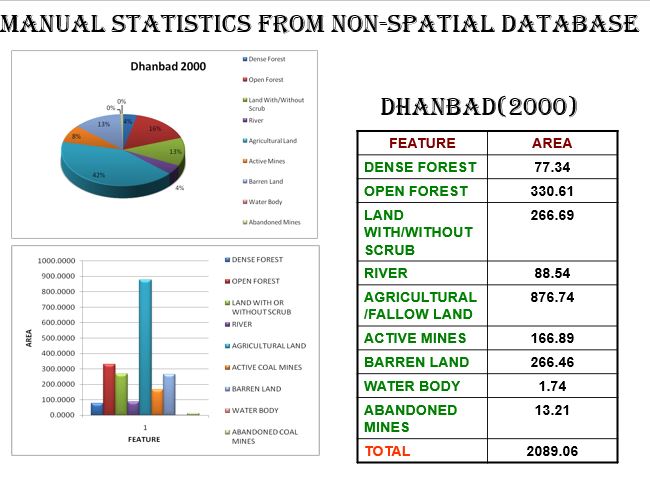 MANUAL STATISTICS FROM NON-SPATIAL DATABASE
Dhanbad 2000
0%
0%
4%
16%
13%
4%
42%
8%
13%
Dense Forest
Open Forest
Land With/Without
Scrub
River
Agricultural Land
Active Mines
Barren Land
Water Body
Abandoned Mines
1000.0000
900.0000
800.0000
700.0000
600.0000
500.0000
400.0000
300.0000
200.0000
100.0000
0.0000
AREA
1
FEATURE
DENSE FOREST
OPEN FOREST
LAND WITH OR
WITHOUT SCRUB
RIVER
AGRICULTURAL LAND
ACTIVE COAL MINES
BARREN LAND
WATER BODY
ABANDONED COAL
MINES
DHANBAD(2000)
FEATURE AREA
DENSE FOREST 77.34
OPEN FOREST 330.61
LAND 266.69
WITH/WITHOUT
SCRUB
RIVER 88.54
AGRICULTURAL 876.74
/FALLOW LAND
ACTIVE MINES 166.89
BARREN LAND 266.46
WATER BODY 1.74
ABANDONED 13.21
MINES
TOTAL 2089.06